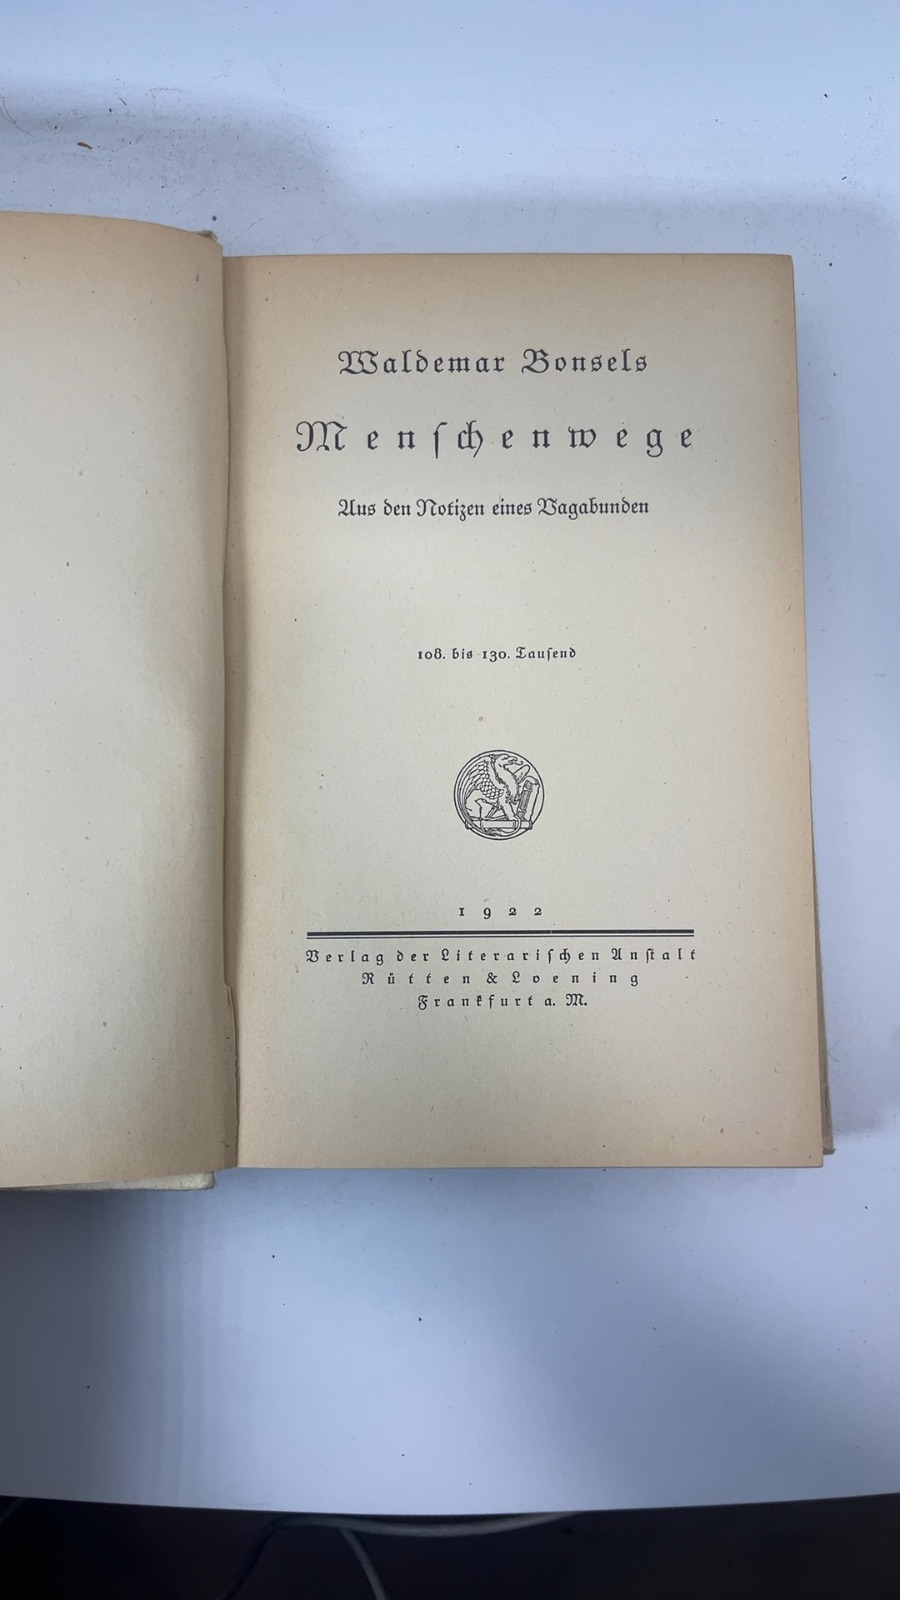 Waldemar Bonsels
Menſchenwege
Aus den Notizen eines Vagabunden
108. bis 130. Tauſend
1922
Verlag der Literariſchen Anſtalt
Rütten & Loening
Frankfurt a. M.